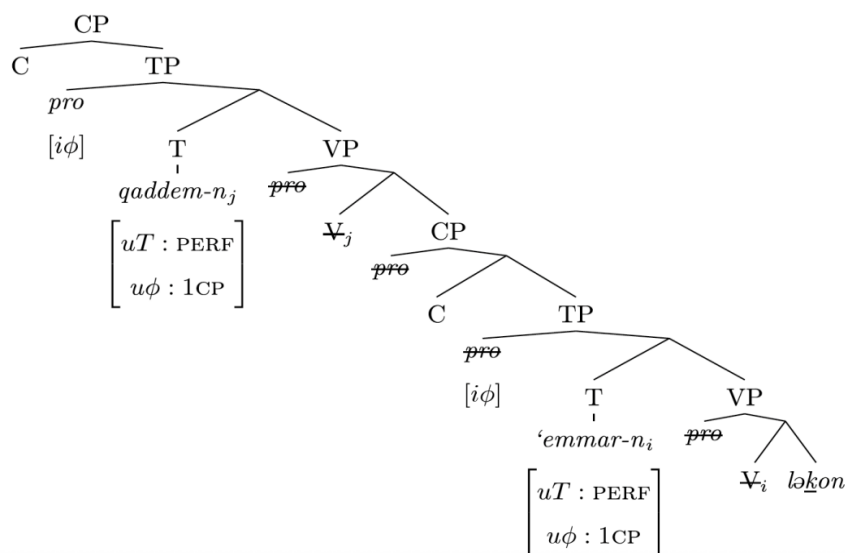 CP
C TP
pro
[iϕ] T VP
qaddem-n_j pro
[uT : PERF V_j CP
uϕ : 1CP] pro
C TP
pro
[iϕ] T VP
‘emmar-n_i pro
[uT : PERF V_i ləḵon
uϕ : 1CP]